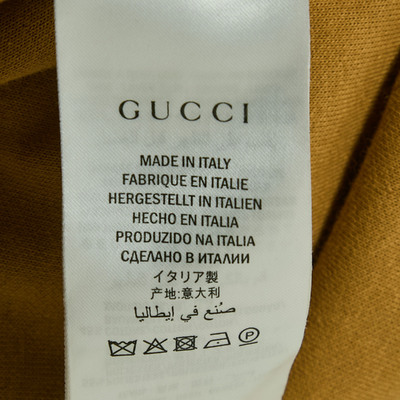 GUCCI
MADE IN ITALY
FABRIQUE EN ITALIE
HERGESTELLT IN ITALIEN
HECHO EN ITALIA
PRODUZIDO NA ITALIA
СДЕЛАНО В ИТАЛИИ
イタリア製
产地:意大利
صُنع في إيطاليا
P